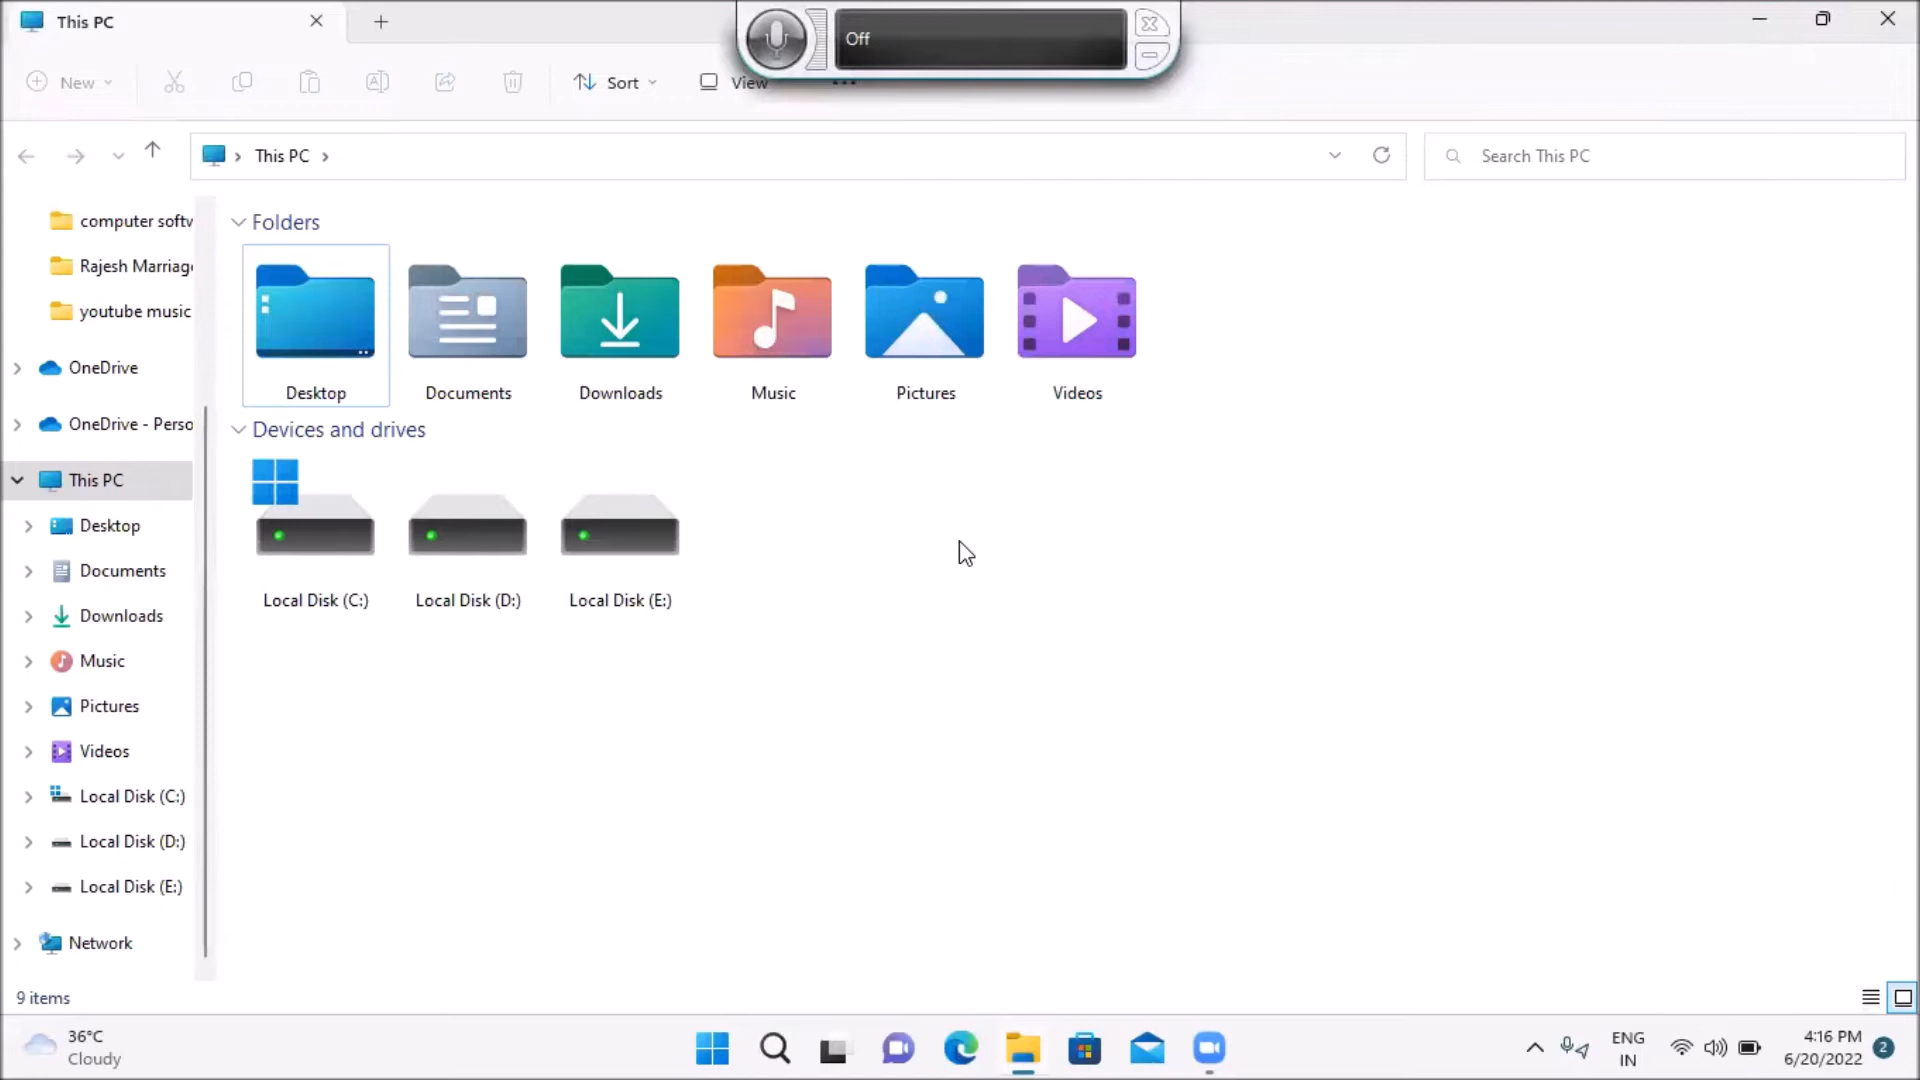 This PC
Off
New
Sort
View
This PC
Search This PC
computer softw
Rajesh Marriage
youtube music
OneDrive
OneDrive - Perso
This PC
Desktop
Documents
Downloads
Music
Pictures
Videos
Local Disk (C:)
Local Disk (D:)
Local Disk (E:)
Network
Folders
Desktop
Documents
Downloads
Music
Pictures
Videos
Devices and drives
Local Disk (C:)
Local Disk (D:)
Local Disk (E:)
9 items
36°C
Cloudy
ENG
IN
4:16 PM
6/20/2022
2